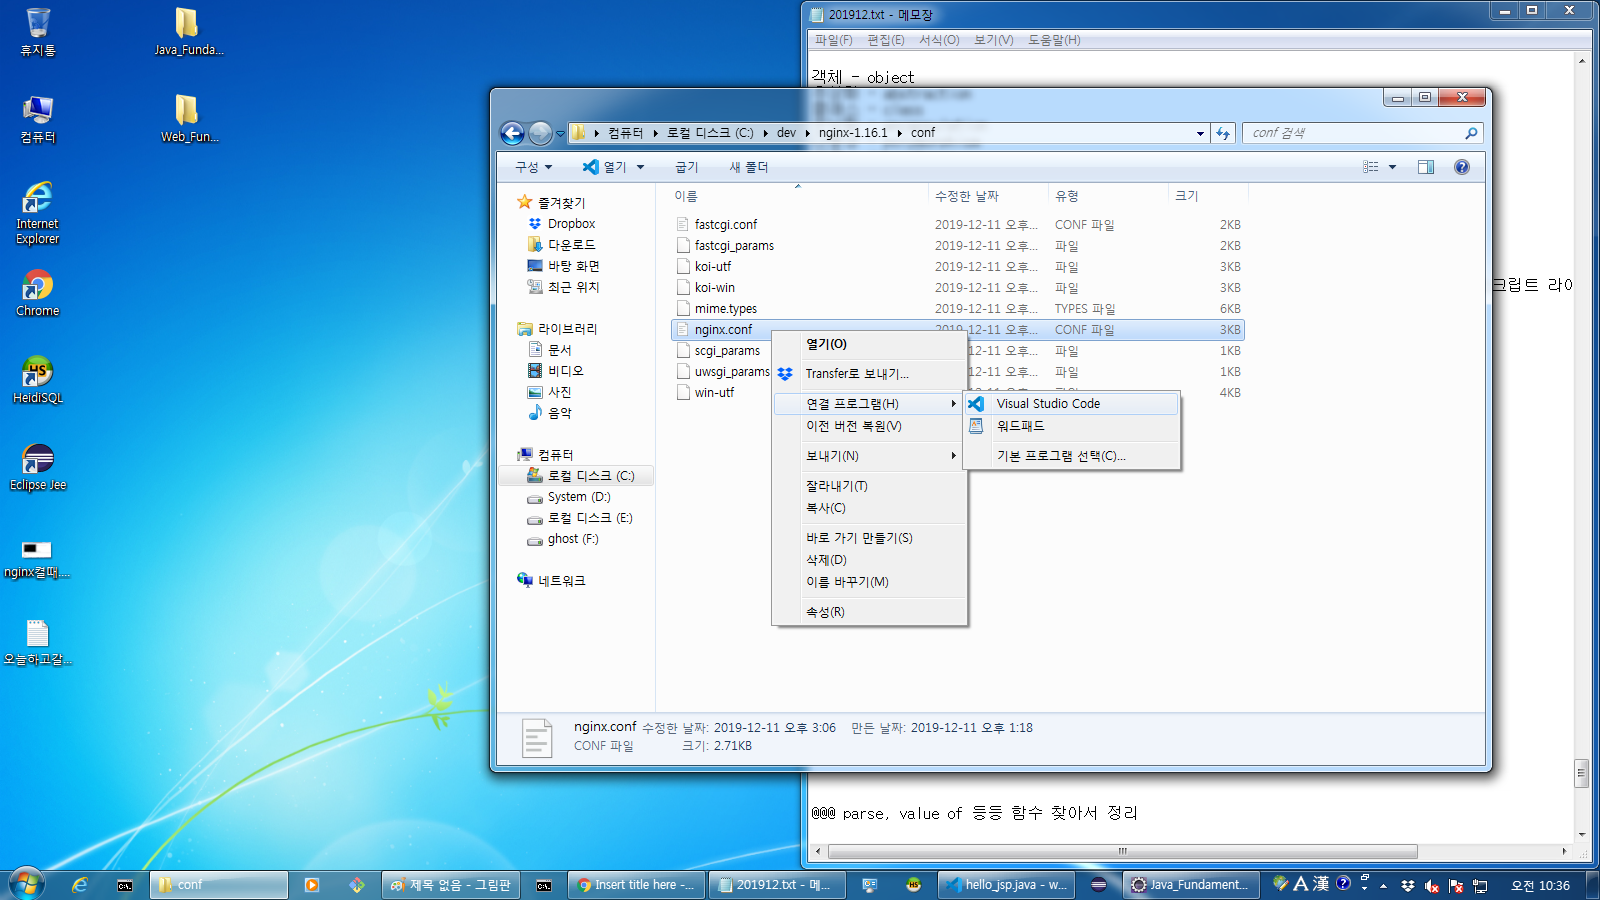 휴지통
Java_Funda...
컴퓨터
Web_Fun...
Internet
Explorer
Chrome
HeidiSQL
Eclipse Jee
nginx켤때....
오늘하고갈...
201912.txt - 메모장
파일(F) 편집(E) 서식(O) 보기(V) 도움말(H)
객체 - object
크립트 라이
@@@ parse, value of 등등 함수 찾아서 정리
컴퓨터 로컬 디스크 (C:) dev nginx-1.16.1 conf
conf 검색
구성 열기 굽기 새 폴더
즐겨찾기
Dropbox
다운로드
바탕 화면
최근 위치
라이브러리
문서
비디오
사진
음악
컴퓨터
로컬 디스크 (C:)
System (D:)
로컬 디스크 (E:)
ghost (F:)
네트워크
이름 수정한 날짜 유형 크기
fastcgi.conf 2019-12-11 오후... CONF 파일 2KB
fastcgi_params 2019-12-11 오후... 파일 2KB
koi-utf 2019-12-11 오후... 파일 3KB
koi-win 2019-12-11 오후... 파일 3KB
mime.types 2019-12-11 오후... TYPES 파일 6KB
nginx.conf 2019-12-11 오후... CONF 파일 3KB
scgi_params -12-11 오후... 파일 1KB
uwsgi_params -12-11 오후... 파일 1KB
win-utf 4KB
열기(O)
Transfer로 보내기...
연결 프로그램(H)
이전 버전 복원(V)
보내기(N)
잘라내기(T)
복사(C)
바로 가기 만들기(S)
삭제(D)
이름 바꾸기(M)
속성(R)
Visual Studio Code
워드패드
기본 프로그램 선택(C)...
nginx.conf 수정한 날짜: 2019-12-11 오후 3:06 만든 날짜: 2019-12-11 오후 1:18
CONF 파일 크기: 2.71KB
conf
제목 없음 - 그림판
Insert title here -...
201912.txt - 메...
hello_jsp.java - w...
Java_Fundament...
A 漢
오전 10:36